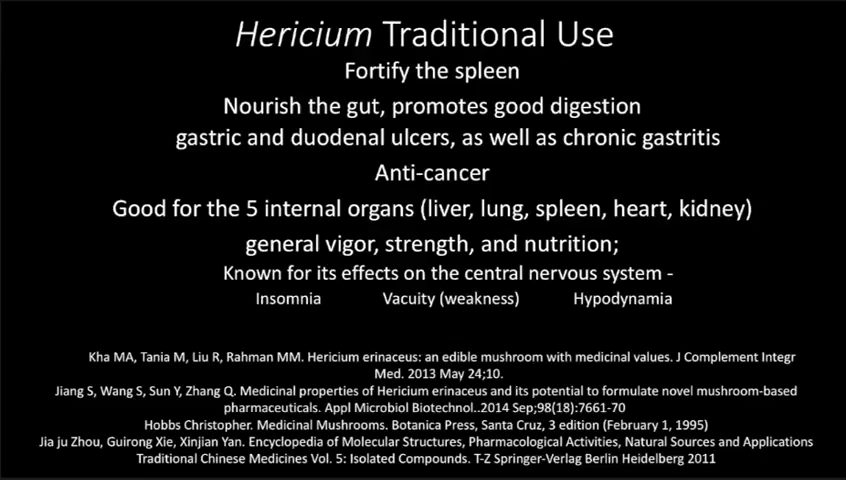 Hericium Traditional Use
Fortify the spleen
Nourish the gut, promotes good digestion
gastric and duodenal ulcers, as well as chronic gastritis
Anti-cancer
Good for the 5 internal organs (liver, lung, spleen, heart, kidney)
general vigor, strength, and nutrition;
Known for its effects on the central nervous system -
Insomnia Vacuity (weakness) Hypodynamia
Kha MA, Tania M, Liu R, Rahman MM. Hericium erinaceus: an edible mushroom with medicinal values. J Complement Integr
Med. 2013 May 24;10.
Jiang S, Wang S, Sun Y, Zhang Q. Medicinal properties of Hericium erinaceus and its potential to formulate novel mushroom-based
pharmaceuticals. Appl Microbiol Biotechnol..2014 Sep;98(18):7661-70
Hobbs Christopher. Medicinal Mushrooms. Botanica Press, Santa Cruz, 3 edition (February 1, 1995)
Jia ju Zhou, Guirong Xie, Xinjian Yan. Encyclopedia of Molecular Structures, Pharmacological Activities, Natural Sources and Applications
Traditional Chinese Medicines Vol. 5: Isolated Compounds. T-Z Springer-Verlag Berlin Heidelberg 2011